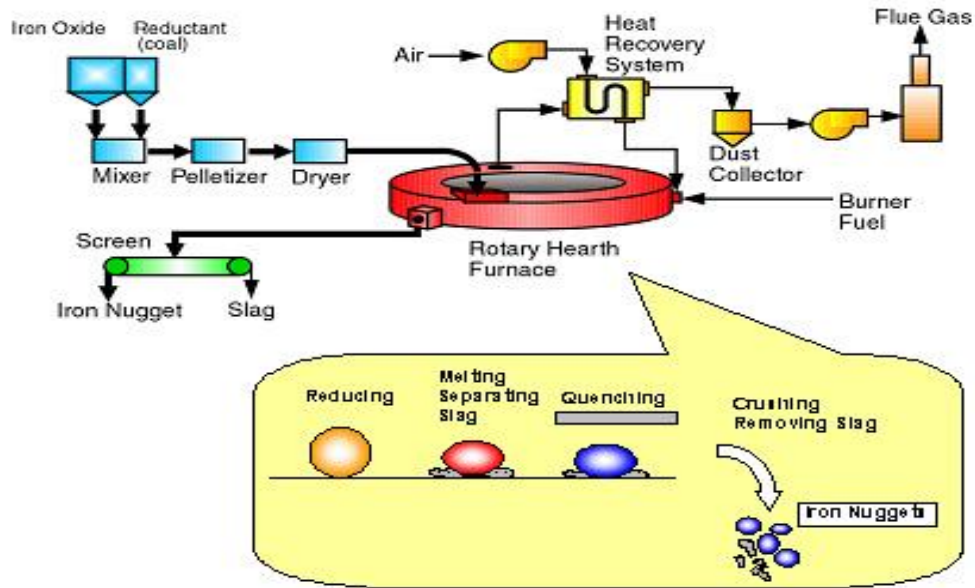 Iron Oxide
Reductant
(coal)
Mixer
Pelletizer
Dryer
Air
Heat
Recovery
System
Flue Gas
Dust
Collector
Burner
Fuel
Rotary Hearth
Furnace
Screen
Iron Nugget
Slag
Reducing
Melting
Separating
Slag
Quenching
Crushing
Removing Slag
Iron Nuggets